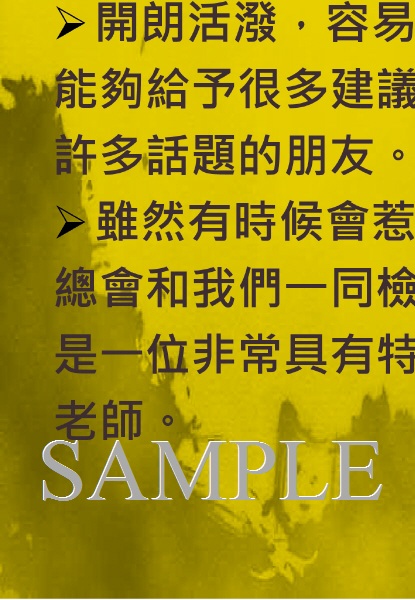 ➢開朗活潑，容易
能夠給予很多建議
許多話題的朋友。
➢雖然有時候會惹
總會和我們一同檢
是一位非常具有特
老師。
SAMPLE